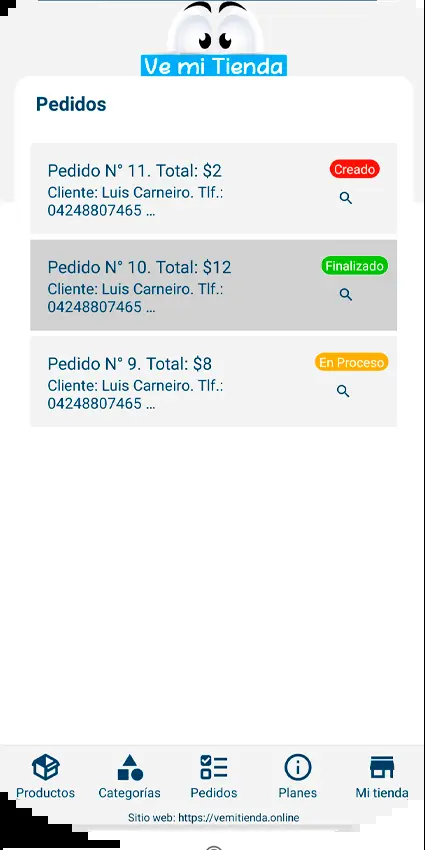 Ve mi Tienda
Pedidos
Pedido N° 11. Total: $2
Creado
Cliente: Luis Carneiro. Tlf.:
04248807465 ...
Pedido N° 10. Total: $12
Finalizado
Cliente: Luis Carneiro. Tlf.:
04248807465 ...
Pedido N° 9. Total: $8
En Proceso
Cliente: Luis Carneiro. Tlf.:
04248807465 ...
Productos
Categorías
Pedidos
Planes
Mi tienda
Sitio web: https://vemitienda.online